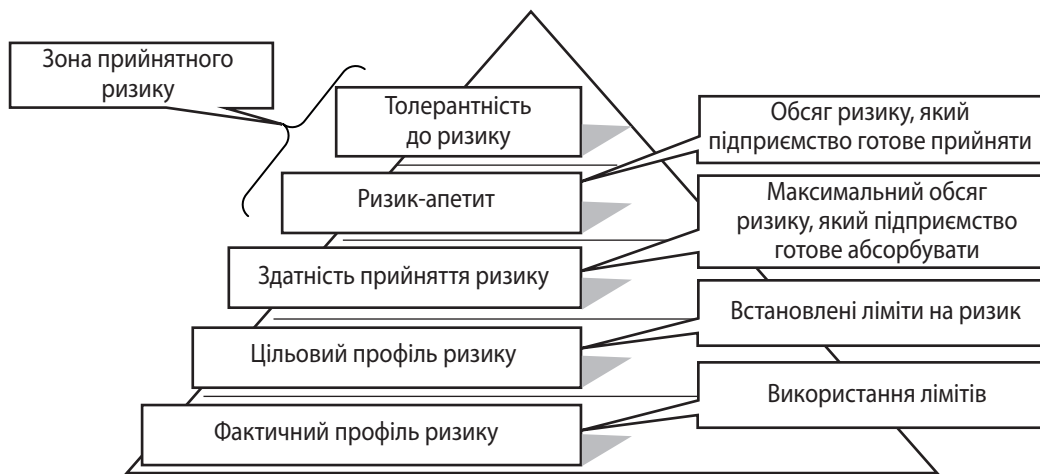 Зона прийнятного
ризику
Толерантність
до ризику
Обсяг ризику, який
підприємство готове прийняти
Ризик-апетит
Максимальний обсяг
ризику, який підприємство
готове абсорбувати
Здатність прийняття ризику
Встановлені ліміти на ризик
Цільовий профіль ризику
Використання лімітів
Фактичний профіль ризику